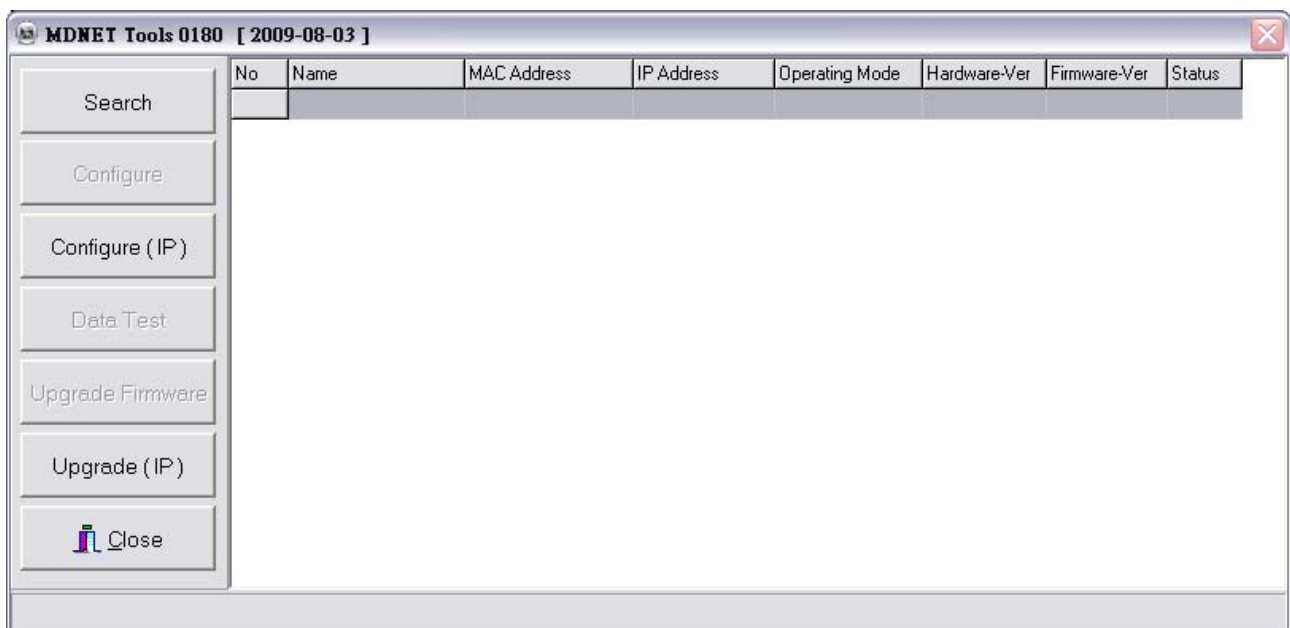 MDNET Tools 0180 [ 2009-08-03 ]
Search
Configure
Configure ( IP )
Data Test
Upgrade Firmware
Upgrade ( IP )
Close
No Name MAC Address IP Address Operating Mode Hardware-Ver Firmware-Ver Status